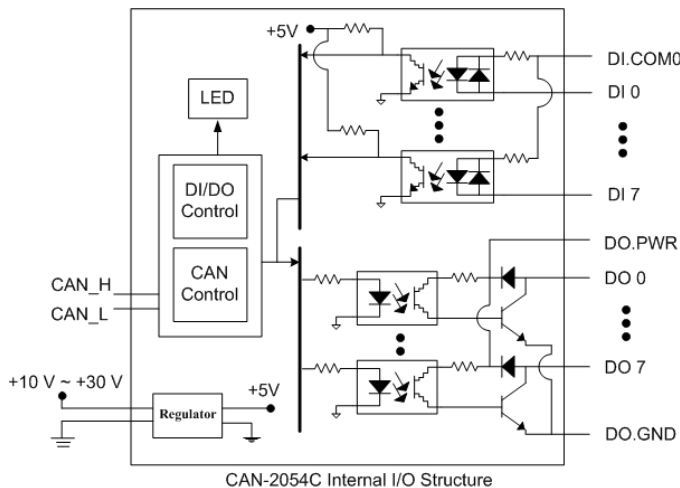 +5V
DI.COM0
LED
DI 0
DI/DO
Control
DI 7
DO.PWR
CAN
Control
DO 0
CAN_H
CAN_L
DO 7
+10 V ~ +30 V
+5V
Regulator
DO.GND
CAN-2054C Internal I/O Structure